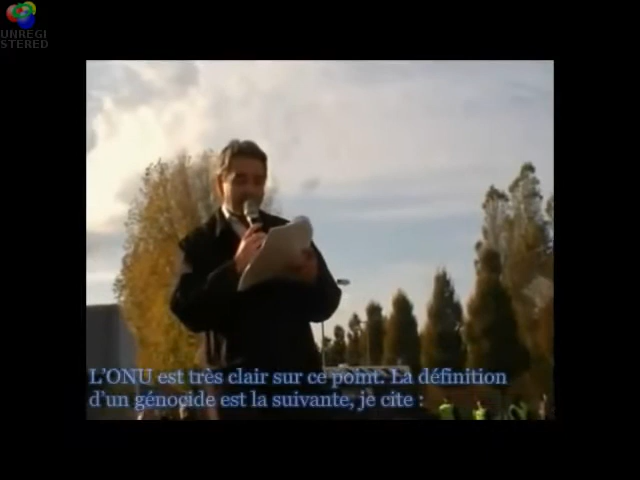 UNREGI
STERED
L'ONU est très clair sur ce point. La définition
d'un génocide est la suivante, je cite :